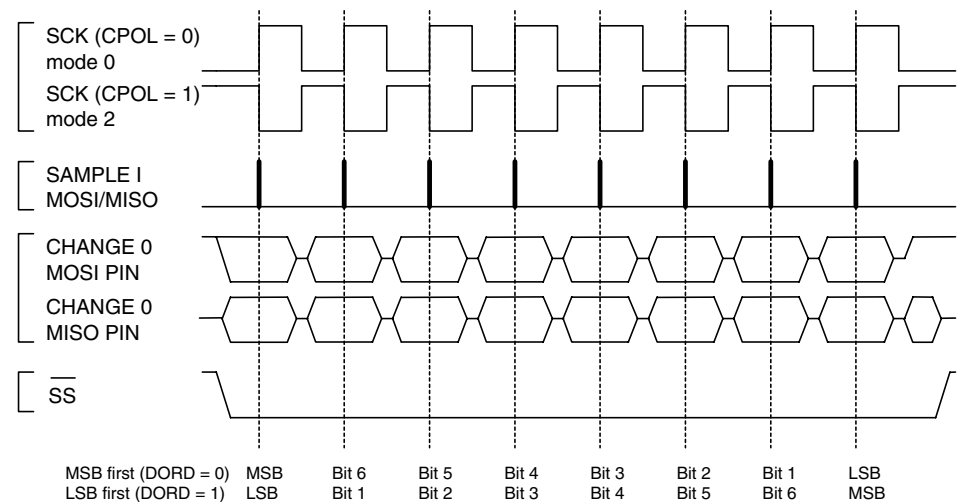 SCK (CPOL = 0)
mode 0
SCK (CPOL = 1)
mode 2
SAMPLE I
MOSI/MISO
CHANGE 0
MOSI PIN
CHANGE 0
MISO PIN
SS
MSB first (DORD = 0) MSB Bit 6 Bit 5 Bit 4 Bit 3 Bit 2 Bit 1 LSB
LSB first (DORD = 1) LSB Bit 1 Bit 2 Bit 3 Bit 4 Bit 5 Bit 6 MSB